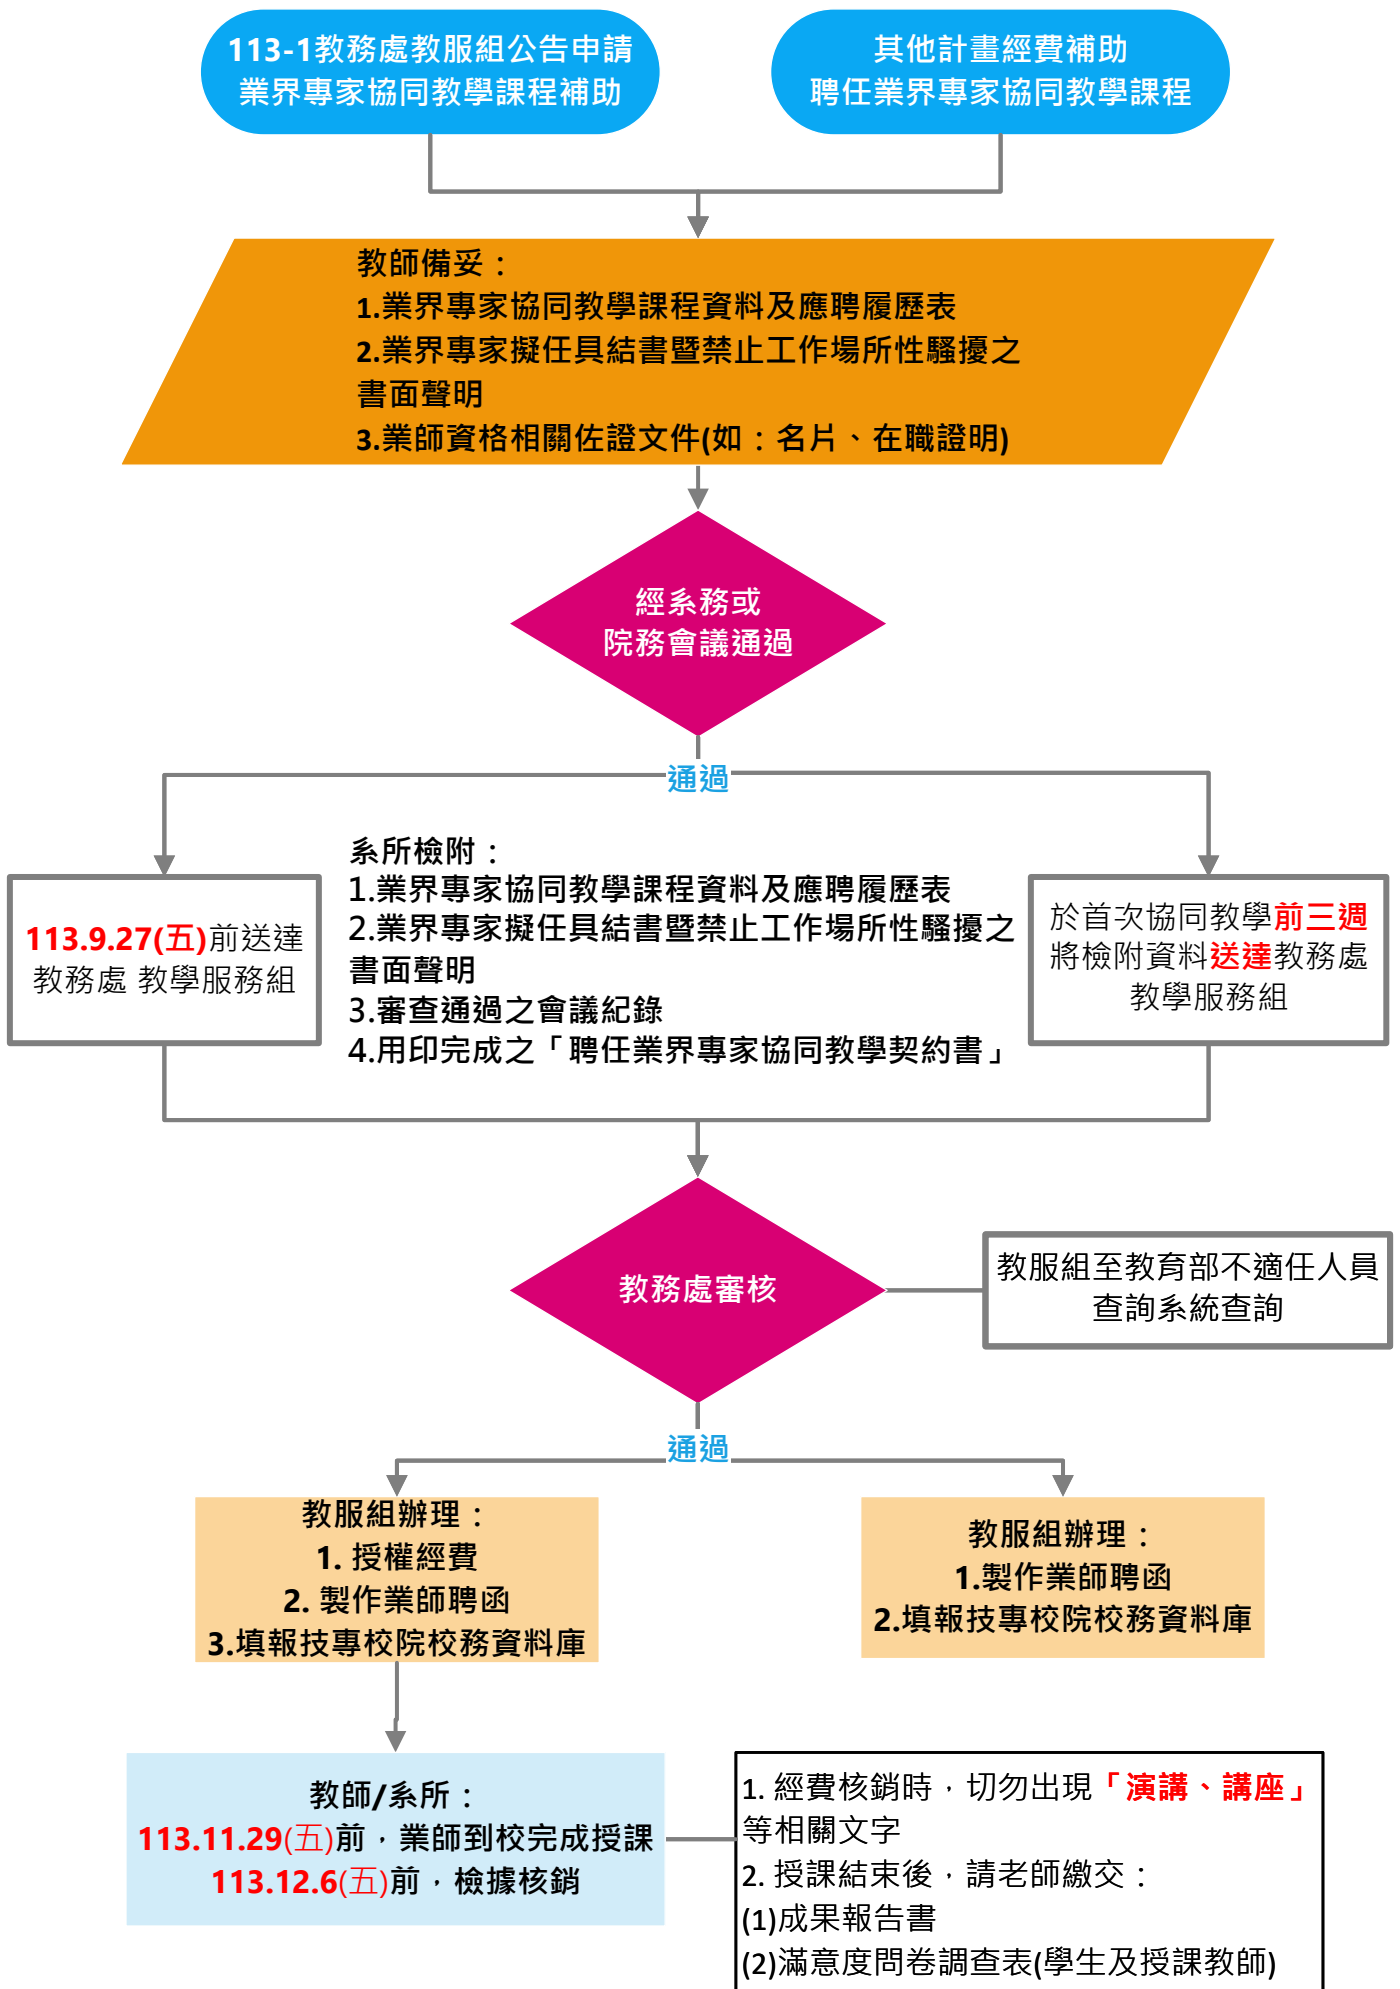 113-1教務處教服組公告申請
業界專家協同教學課程補助
其他計畫經費補助
聘任業界專家協同教學課程
教師備妥：
1.業界專家協同教學課程資料及應聘履歷表
2.業界專家擬任具結書暨禁止工作場所性騷擾之
書面聲明
3.業師資格相關佐證文件(如：名片、在職證明)
經系務或
院務會議通過
通過
113.9.27(五)前送達
教務處 教學服務組
系所檢附：
1.業界專家協同教學課程資料及應聘履歷表
2.業界專家擬任具結書暨禁止工作場所性騷擾之
書面聲明
3.審查通過之會議紀錄
4.用印完成之「聘任業界專家協同教學契約書」
於首次協同教學前三週
將檢附資料送達教務處
教學服務組
教務處審核
教服組至教育部不適任人員
查詢系統查詢
通過
教服組辦理：
1. 授權經費
2. 製作業師聘函
3.填報技專校院校務資料庫
教服組辦理：
1.製作業師聘函
2.填報技專校院校務資料庫
教師/系所：
113.11.29(五)前，業師到校完成授課
113.12.6(五)前，檢據核銷
1. 經費核銷時，切勿出現「演講、講座」
等相關文字
2. 授課結束後，請老師繳交：
(1)成果報告書
(2)滿意度問卷調查表(學生及授課教師)